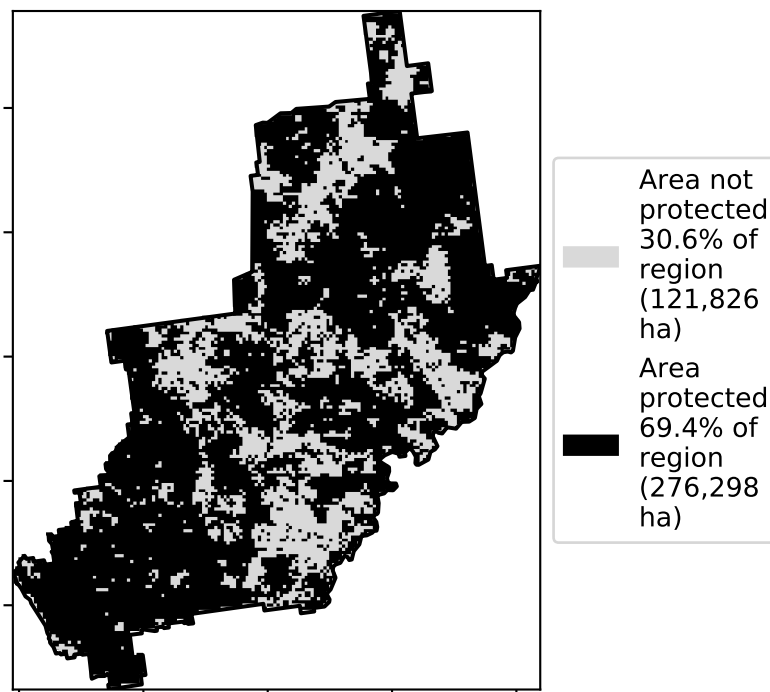 Area not
protected
30.6% of
region
(121,826
ha)
Area
protected
69.4% of
region
(276,298
ha)